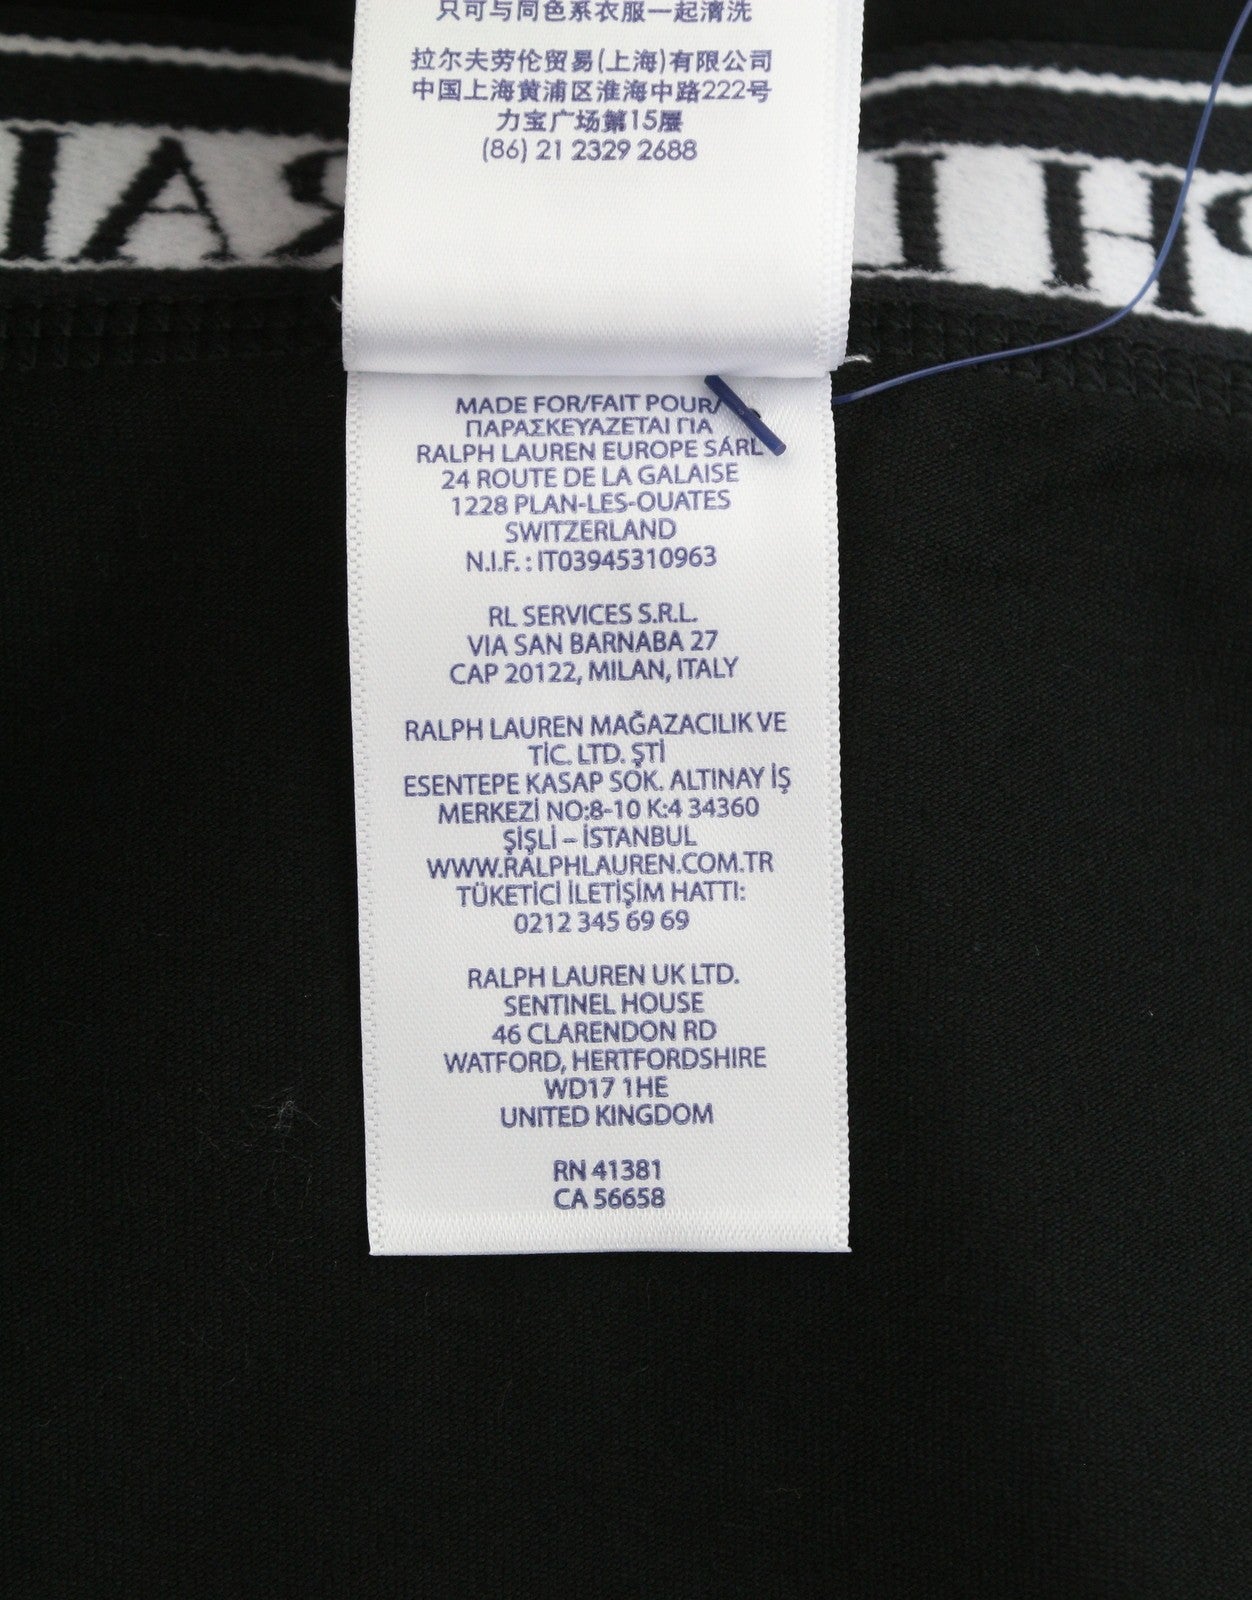 只可与同色系衣服一起清洗
拉尔夫劳伦贸易(上海)有限公司
中国上海黄浦区淮海中路222号
力宝广场第15层
(86) 21 2329 2688
MADE FOR/FAIT POUR/
ΠΑΡΑΣΚΕΥΑΖΕΤΑΙ ΓΙΑ
RALPH LAUREN EUROPE SÁRL
24 ROUTE DE LA GALAISE
1228 PLAN-LES-OUATES
SWITZERLAND
N.I.F. : IT03945310963
RL SERVICES S.R.L.
VIA SAN BARNABA 27
CAP 20122, MILAN, ITALY
RALPH LAUREN MAĞAZACILIK VE
TİC. LTD. ŞTİ
ESENTEPE KASAP SOK. ALTINAY İŞ
MERKEZİ NO:8-10 K:4 34360
ŞİŞLİ – İSTANBUL
WWW.RALPHLAUREN.COM.TR
TÜKETİCİ İLETİŞİM HATTI:
0212 345 69 69
RALPH LAUREN UK LTD.
SENTINEL HOUSE
46 CLARENDON RD
WATFORD, HERTFORDSHIRE
WD17 1HE
UNITED KINGDOM
RN 41381
CA 56658